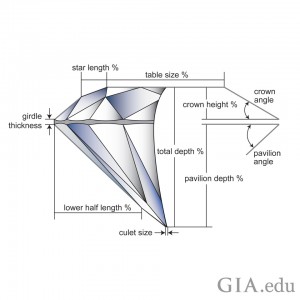 star length %
table size %
crown
angle
crown height %
girdle
thickness
total depth %
pavilion
angle
pavilion depth %
lower half length %
culet size
GIA.edu